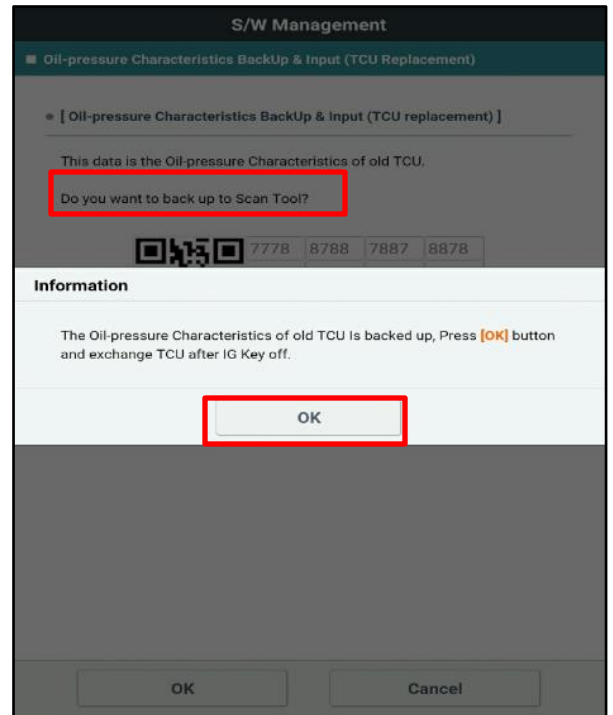 S/W Management
Oil-pressure Characteristics BackUp & Input (TCU Replacement)
[ Oil-pressure Characteristics BackUp & Input (TCU replacement) ]
This data is the Oil-pressure Characteristics of old TCU.
Do you want to back up to Scan Tool?
7778 8788 7887 8878
Information
The Oil-pressure Characteristics of old TCU Is backed up, Press [OK] button
and exchange TCU after IG Key off.
OK
OK Cancel